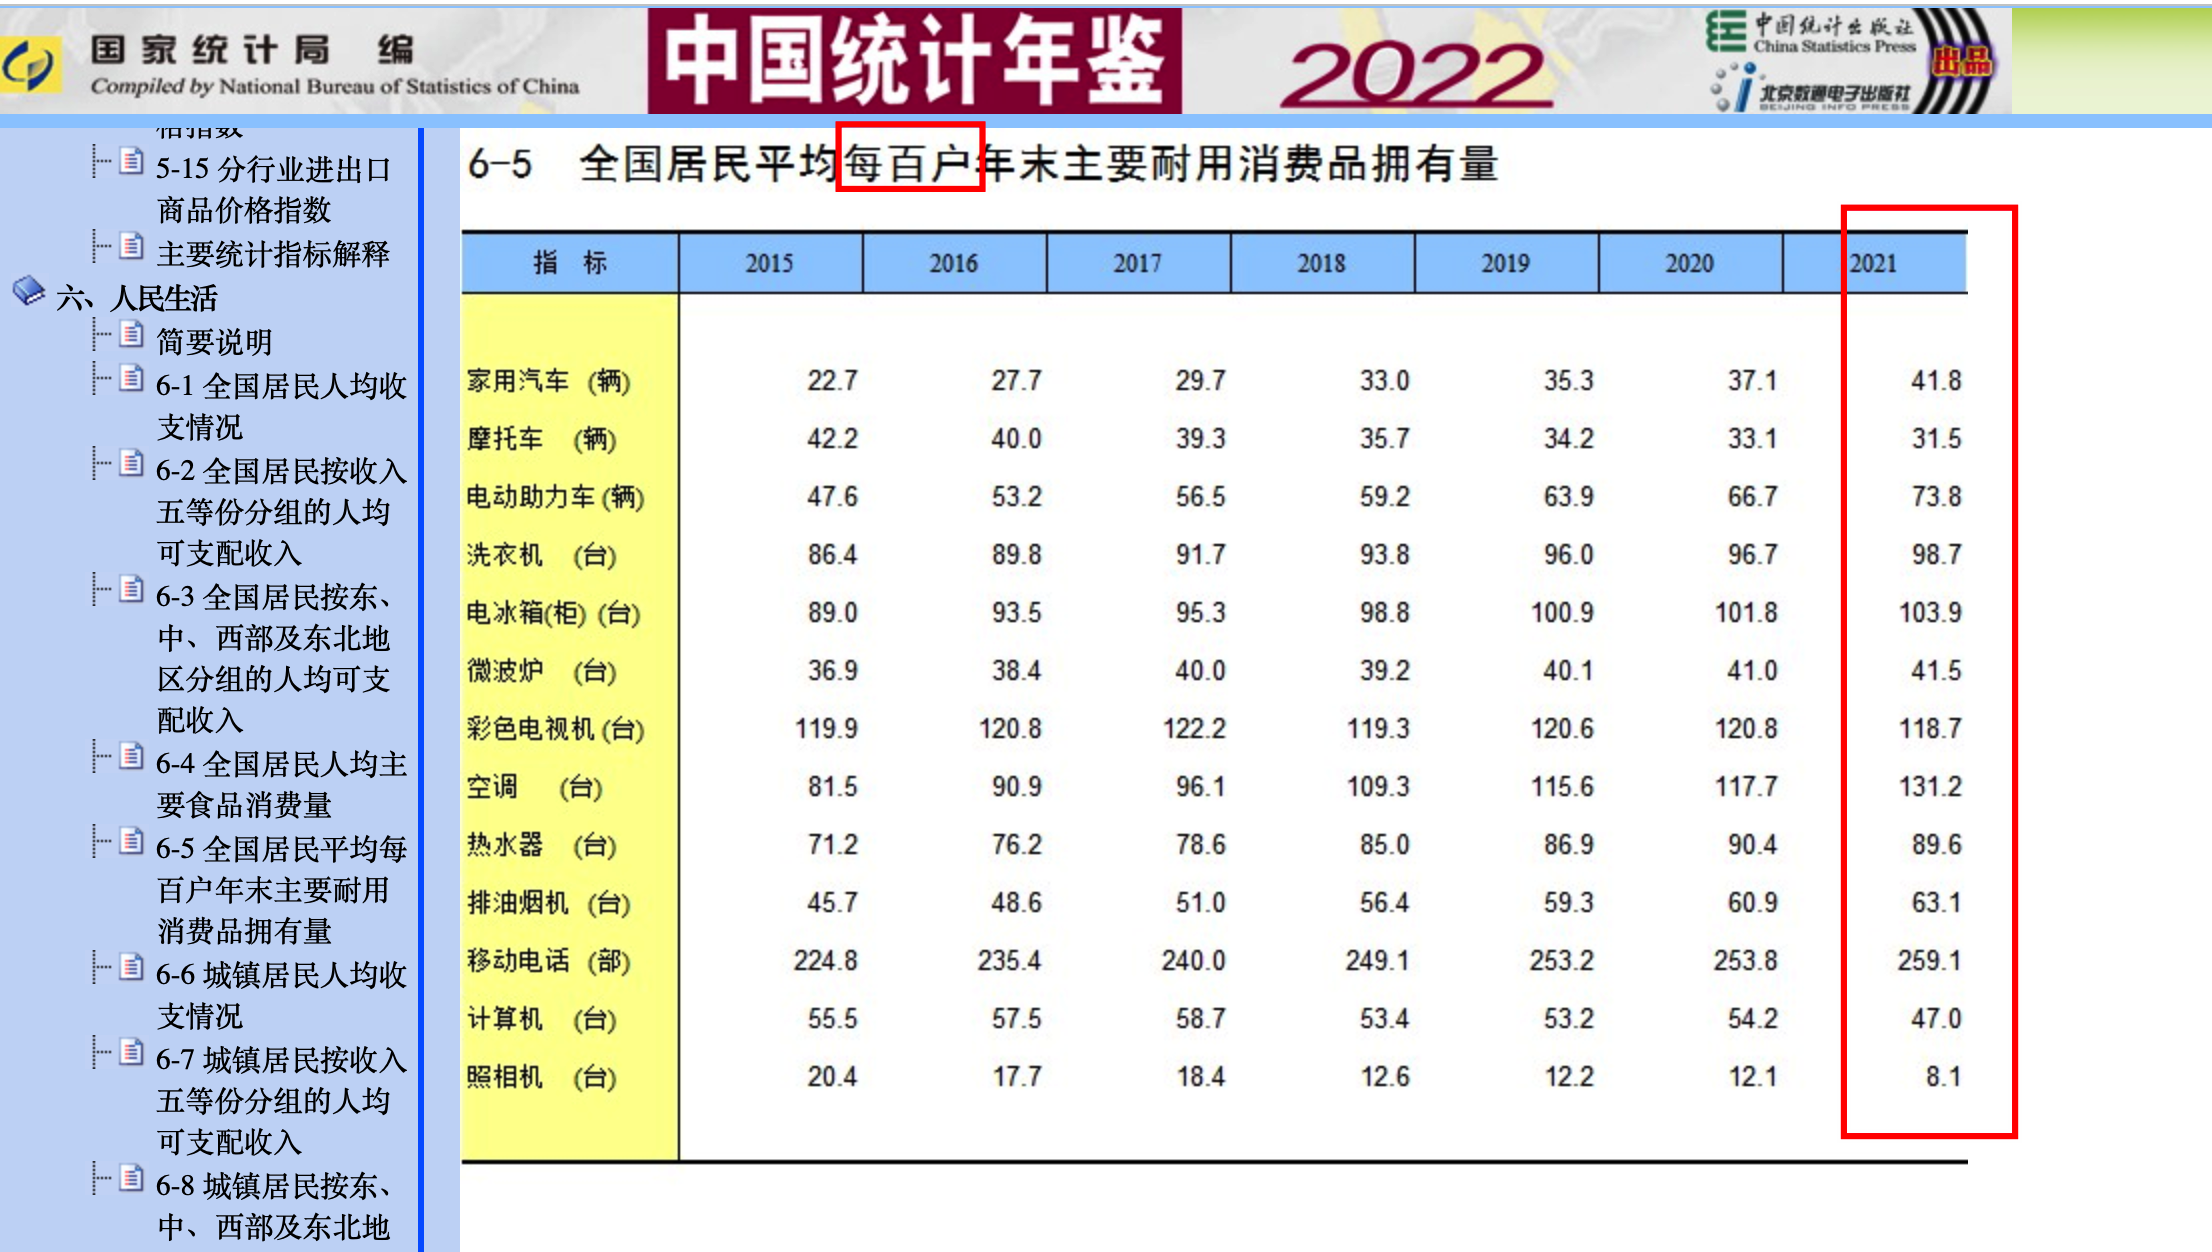 国家统计局 编
Compiled by National Bureau of Statistics of China
中国统计年鉴
2022
中国统计出版社
China Statistics Press
北京数通电子出版社
BEIJING INFO PRESS
出品
格指数
5-15 分行业进出口
商品价格指数
主要统计指标解释
六、人民生活
简要说明
6-1 全国居民人均收
支情况
6-2 全国居民按收入
五等份分组的人均
可支配收入
6-3 全国居民按东、
中、西部及东北地
区分组的人均可支
配收入
6-4 全国居民人均主
要食品消费量
6-5 全国居民平均每
百户年末主要耐用
消费品拥有量
6-6 城镇居民人均收
支情况
6-7 城镇居民按收入
五等份分组的人均
可支配收入
6-8 城镇居民按东、
中、西部及东北地
6-5 全国居民平均每百户年末主要耐用消费品拥有量
指 标 2015 2016 2017 2018 2019 2020 2021
家用汽车 (辆) 22.7 27.7 29.7 33.0 35.3 37.1 41.8
摩托车 (辆) 42.2 40.0 39.3 35.7 34.2 33.1 31.5
电动助力车 (辆) 47.6 53.2 56.5 59.2 63.9 66.7 73.8
洗衣机 (台) 86.4 89.8 91.7 93.8 96.0 96.7 98.7
电冰箱(柜) (台) 89.0 93.5 95.3 98.8 100.9 101.8 103.9
微波炉 (台) 36.9 38.4 40.0 39.2 40.1 41.0 41.5
彩色电视机 (台) 119.9 120.8 122.2 119.3 120.6 120.8 118.7
空调 (台) 81.5 90.9 96.1 109.3 115.6 117.7 131.2
热水器 (台) 71.2 76.2 78.6 85.0 86.9 90.4 89.6
排油烟机 (台) 45.7 48.6 51.0 56.4 59.3 60.9 63.1
移动电话 (部) 224.8 235.4 240.0 249.1 253.2 253.8 259.1
计算机 (台) 55.5 57.5 58.7 53.4 53.2 54.2 47.0
照相机 (台) 20.4 17.7 18.4 12.6 12.2 12.1 8.1